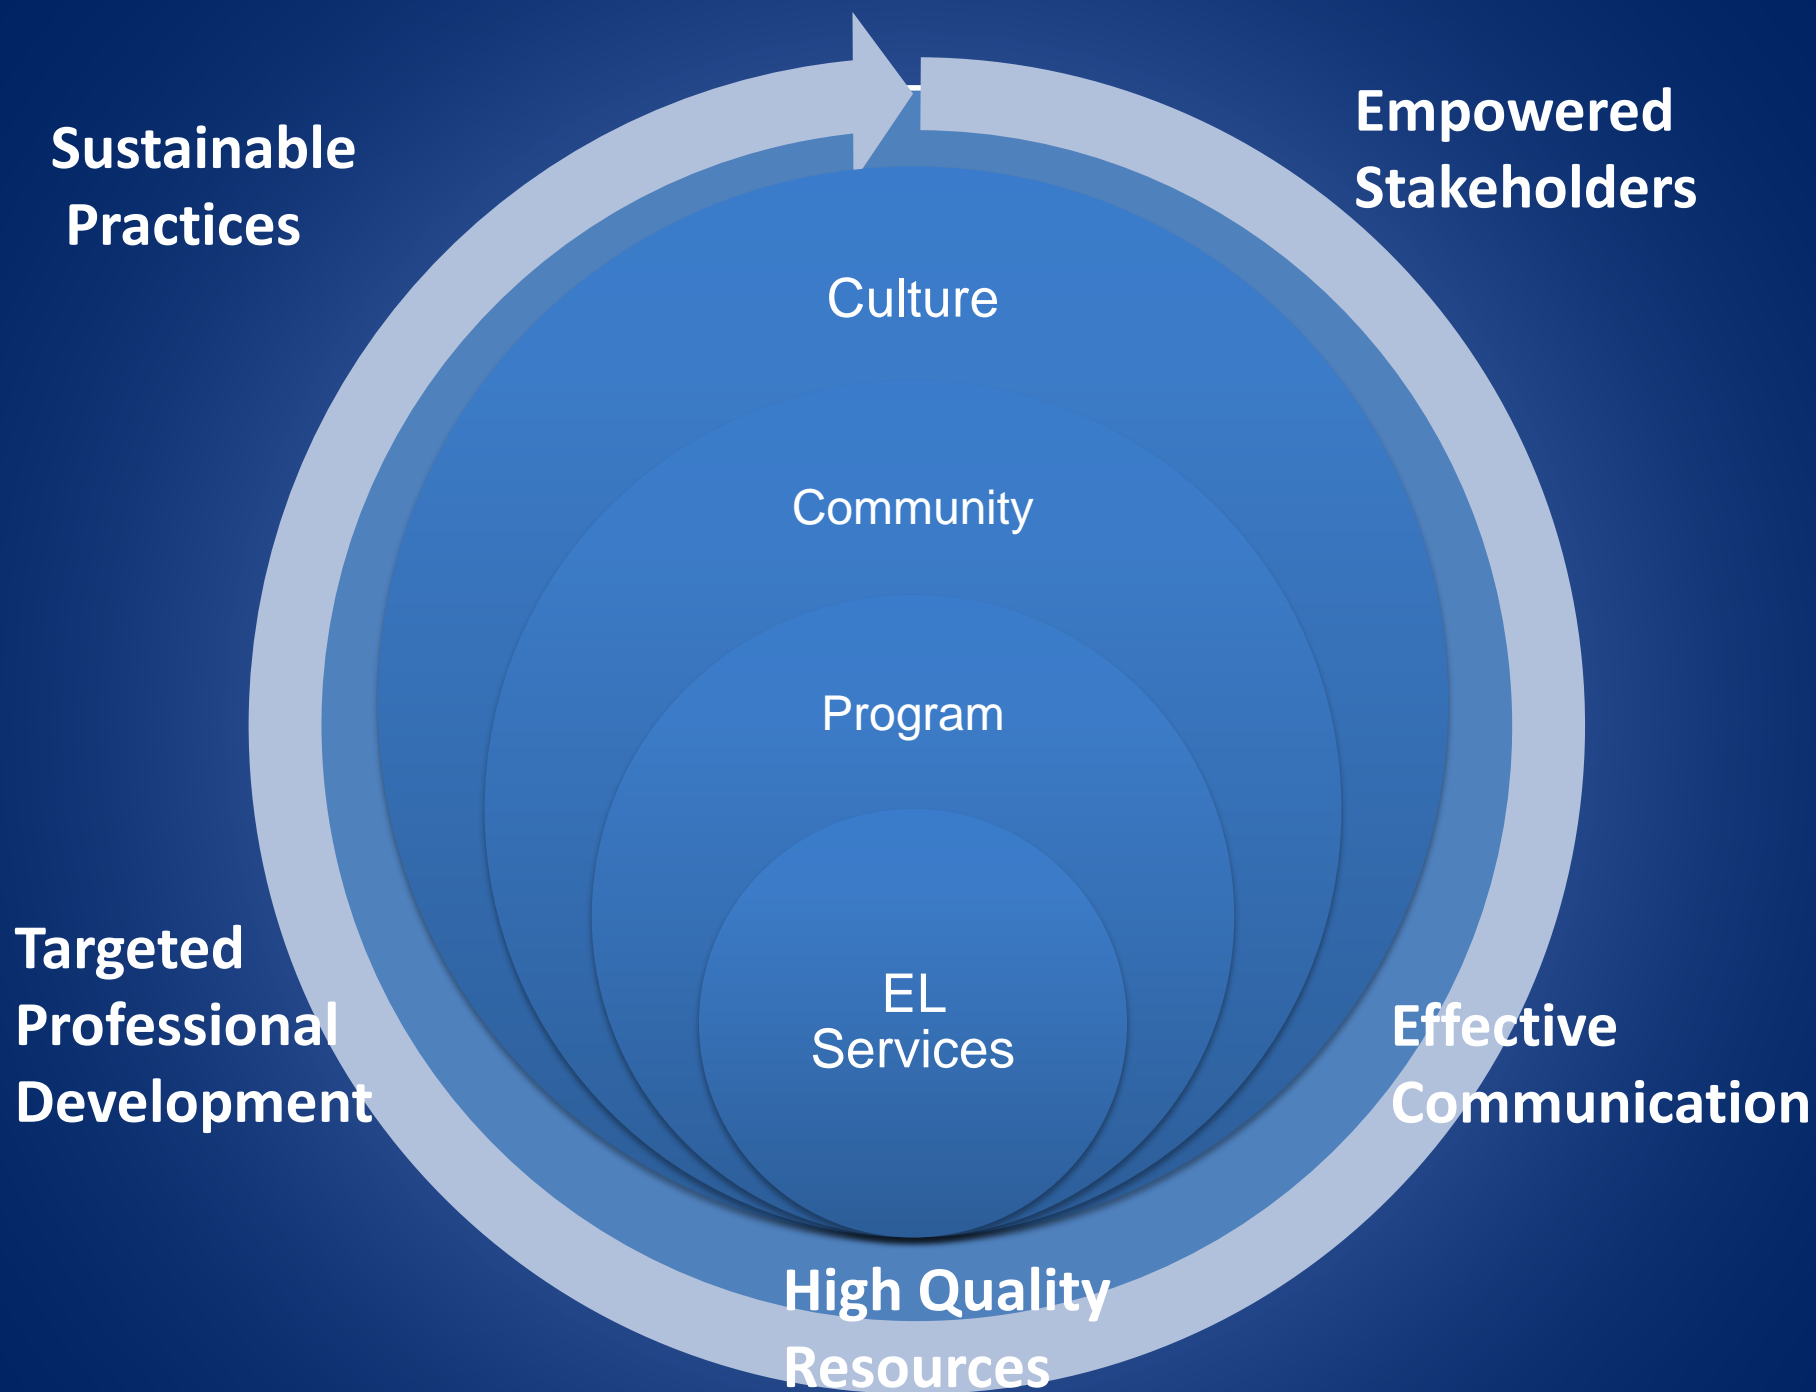 Sustainable
Practices
Empowered
Stakeholders
Culture
Community
Program
EL
Services
Targeted
Professional
Development
Effective
Communication
High Quality
Resources